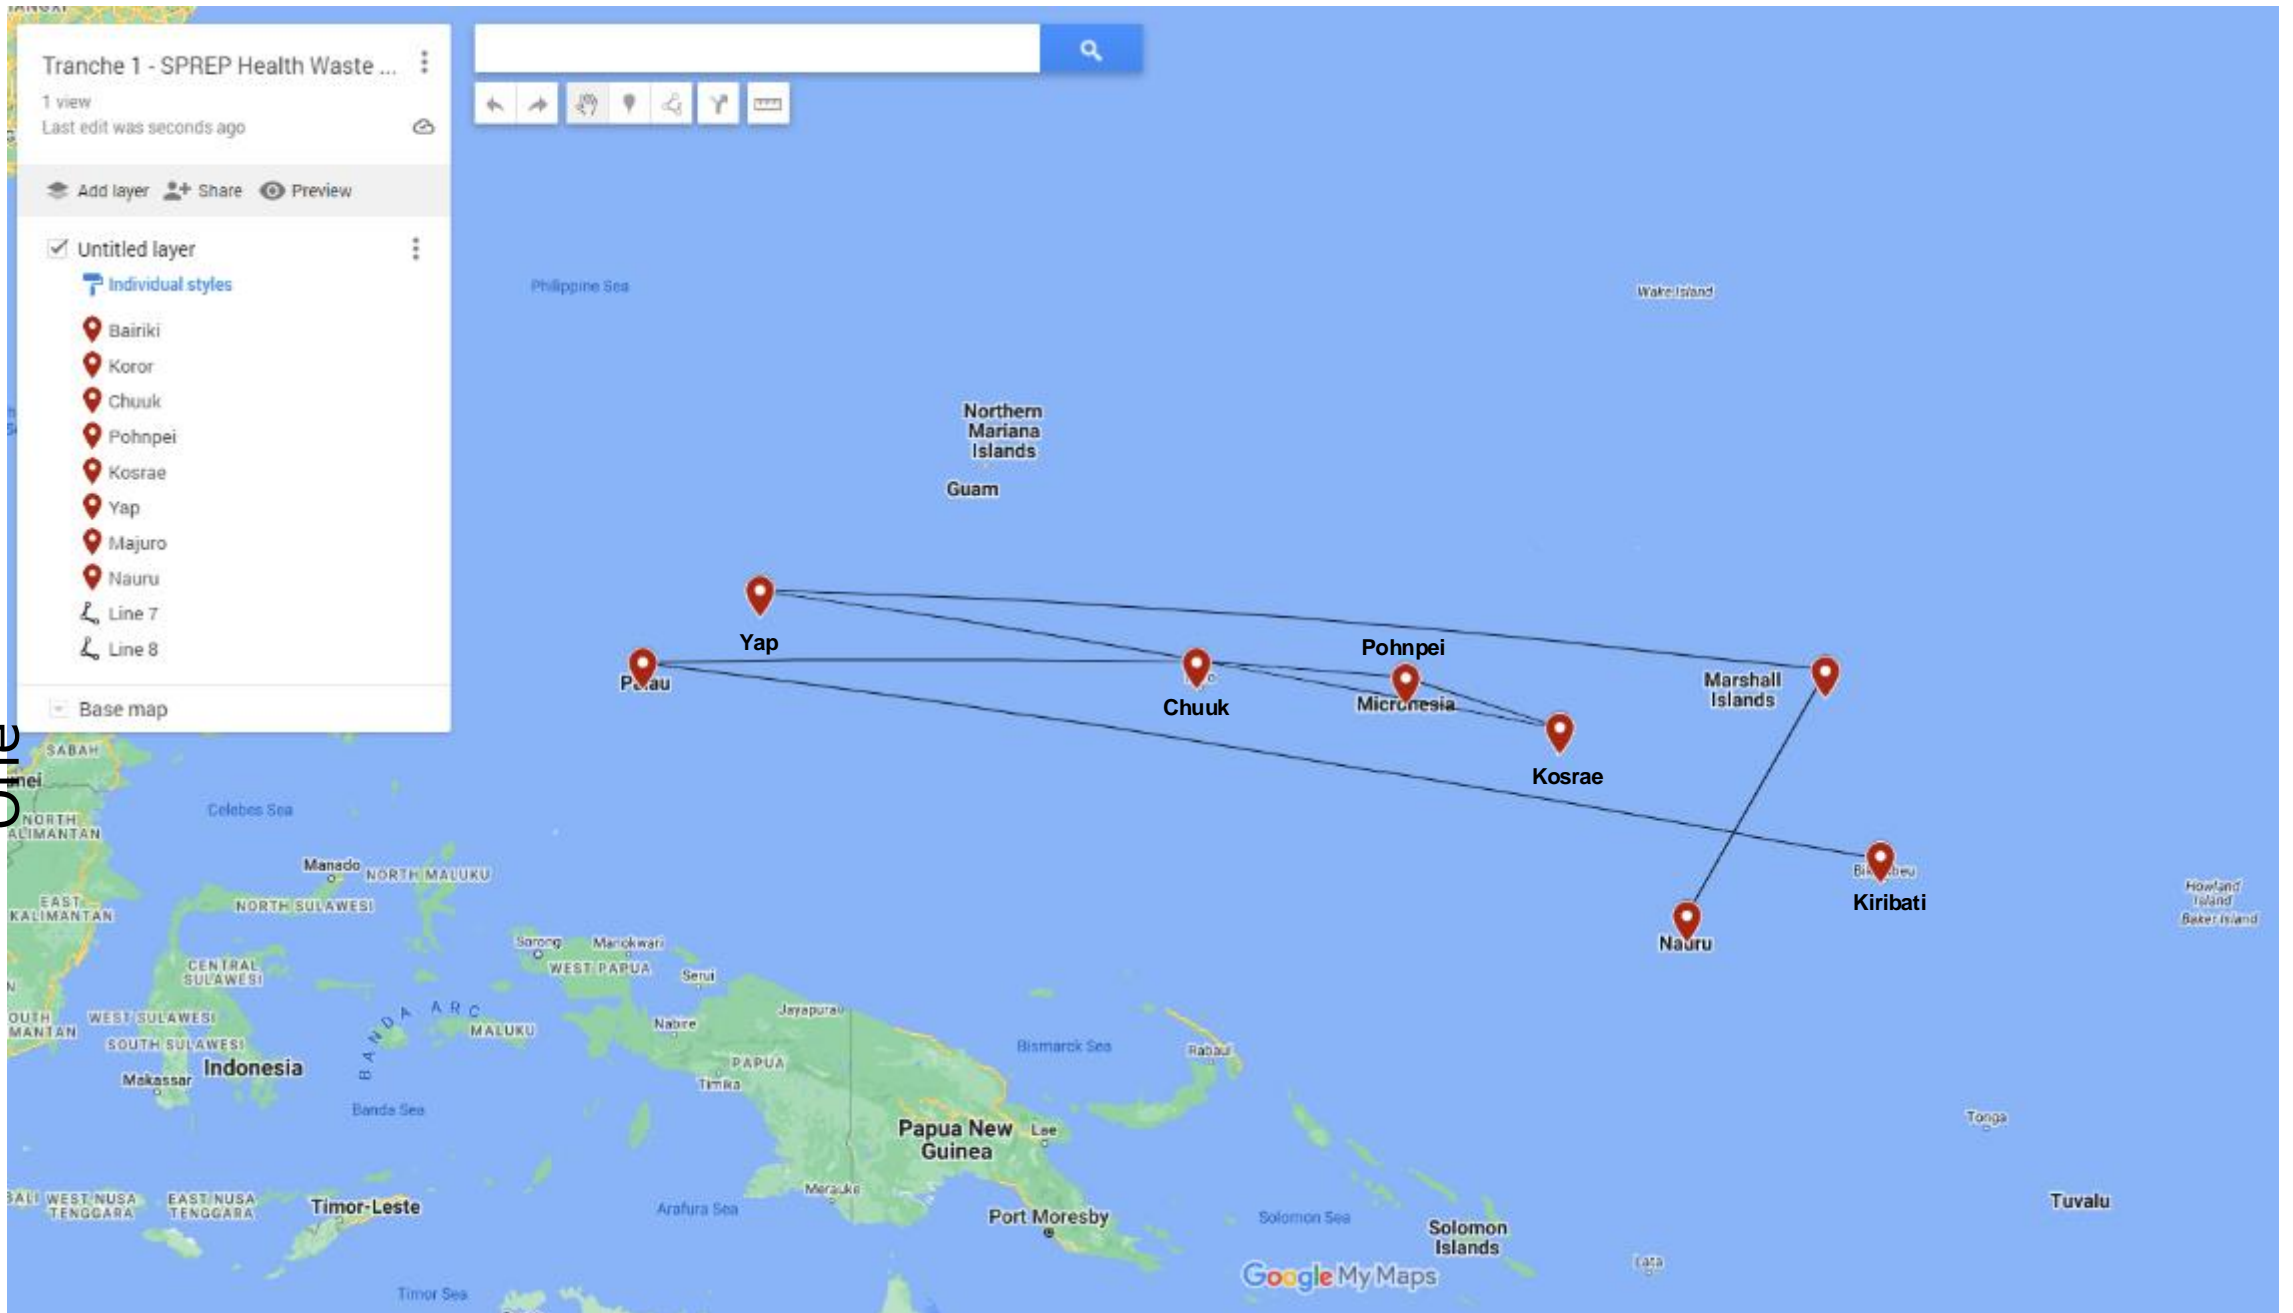 Tranche 1 - SPREP Health Waste ...
1 view
Last edit was seconds ago
Add layer
Share
Preview
Untitled layer
Individual styles
Bairiki
Koror
Chuuk
Pohnpei
Kosrae
Yap
Majuro
Nauru
Line 7
Line 8
Base map
Philippine Sea
Wake Island
Northern
Mariana
Islands
Guam
Yap
Palau
Chuuk
Pohnpei
Micronesia
Kosrae
Marshall
Islands
Kiribati
Nauru
Howland
Island
Baker Island
SABAH
NORTH
Celebes Sea
Manado
NORTH MALUKU
EAST
KALIMANTAN
NORTH SULAWESI
Sorong
Manokwari
WEST PAPUA
Serui
CENTRAL
SULAWESI
BANDA ARC
MALUKU
Nabire
Jayapura
WEST SULAWESI
SOUTH SULAWESI
Indonesia
Makassar
PAPUA
Timika
Bismarck Sea
Rabaul
Banda Sea
Papua New
Guinea
Lae
Tonga
BALI
WEST NUSA
TENGGARA
EAST NUSA
TENGGARA
Timor-Leste
Merauke
Arafura Sea
Port Moresby
Solomon Sea
Solomon
Islands
Tuvalu
Lata
Google My Maps
Timor Sea